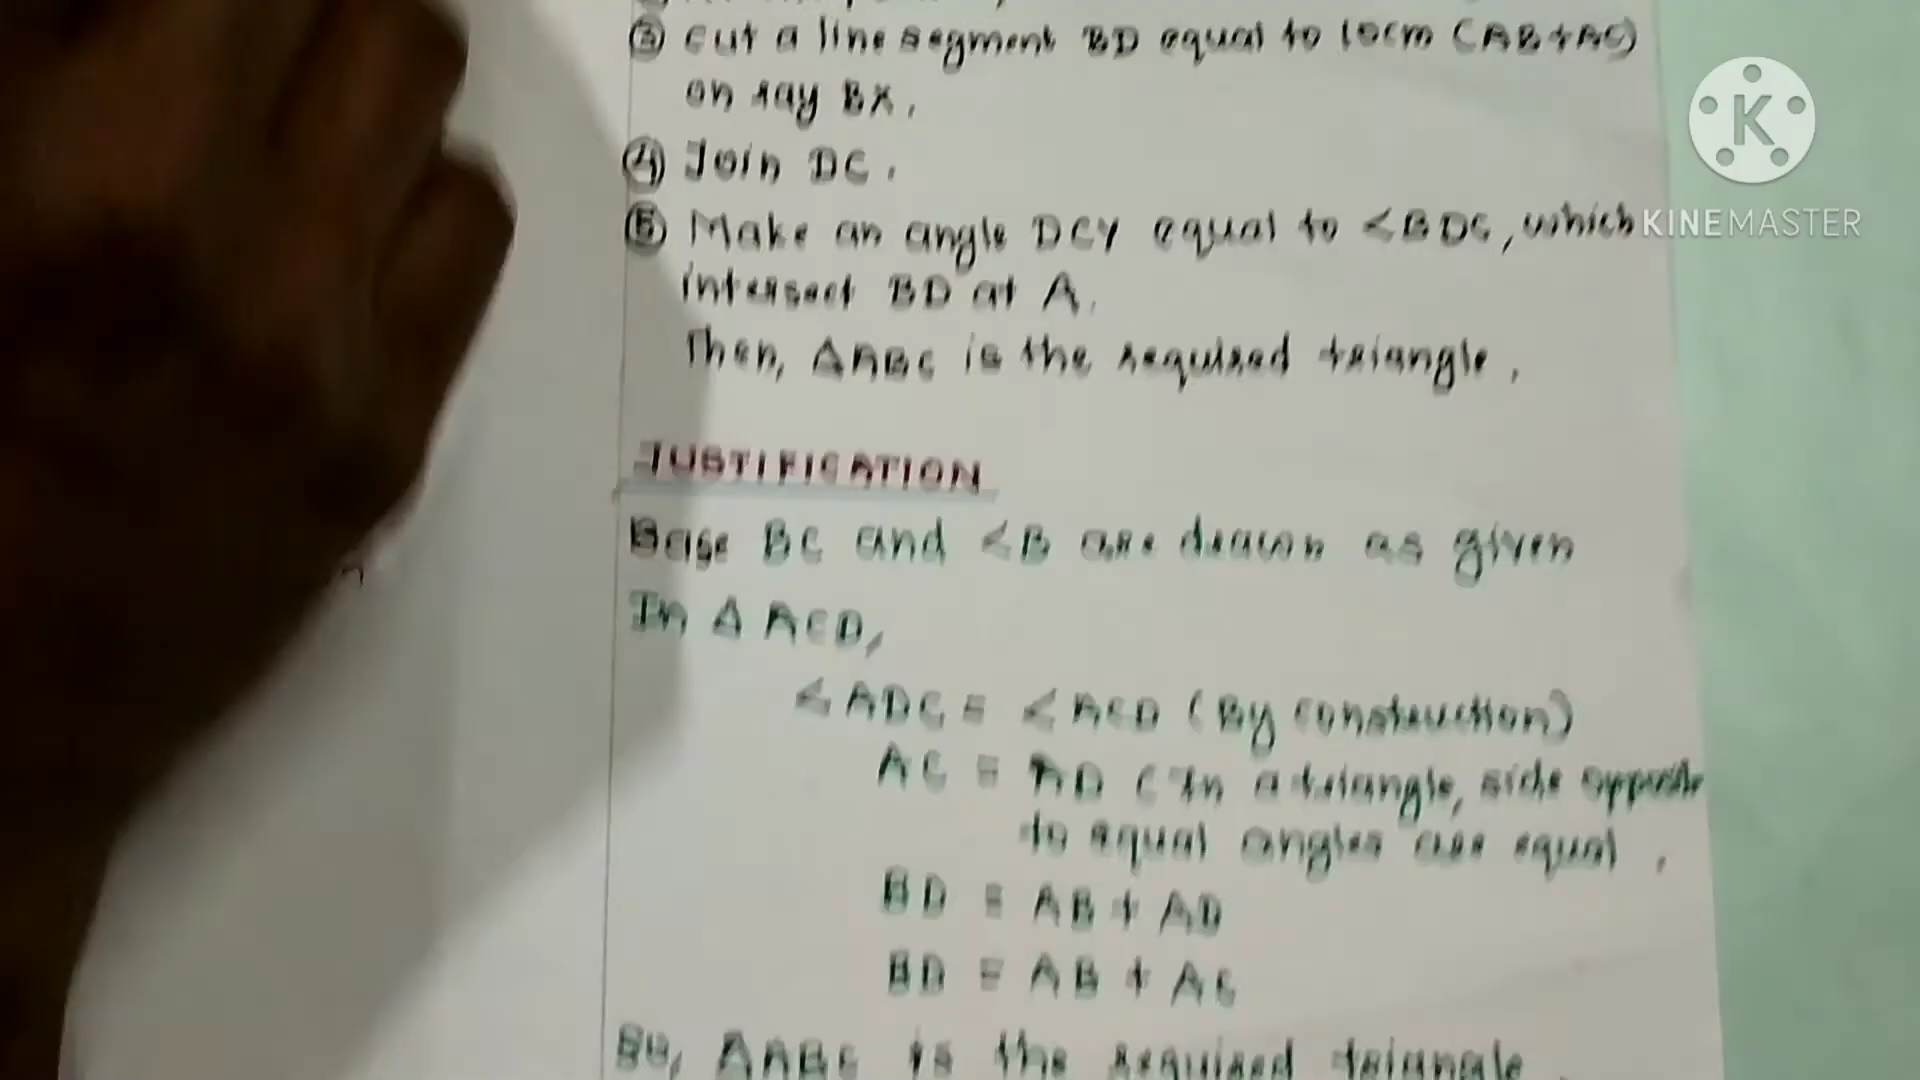 ③ Cut a line segment BD equal to 10cm (AB+AC)
on ray BX.
④ Join DC.
⑤ Make an angle DCY equal to <BDC, which
intersect BD at A.
Then, ΔABC is the required triangle.
JUSTIFICATION
Base BC and <B are drawn as given
In Δ ACD,
<ADC = <ACD (By construction)
AC = AD (In a triangle, side opposite
to equal angles are equal.
BD = AB + AD
BD = AB + AC
So, ΔABC is the required triangle.
K
KINEMASTER